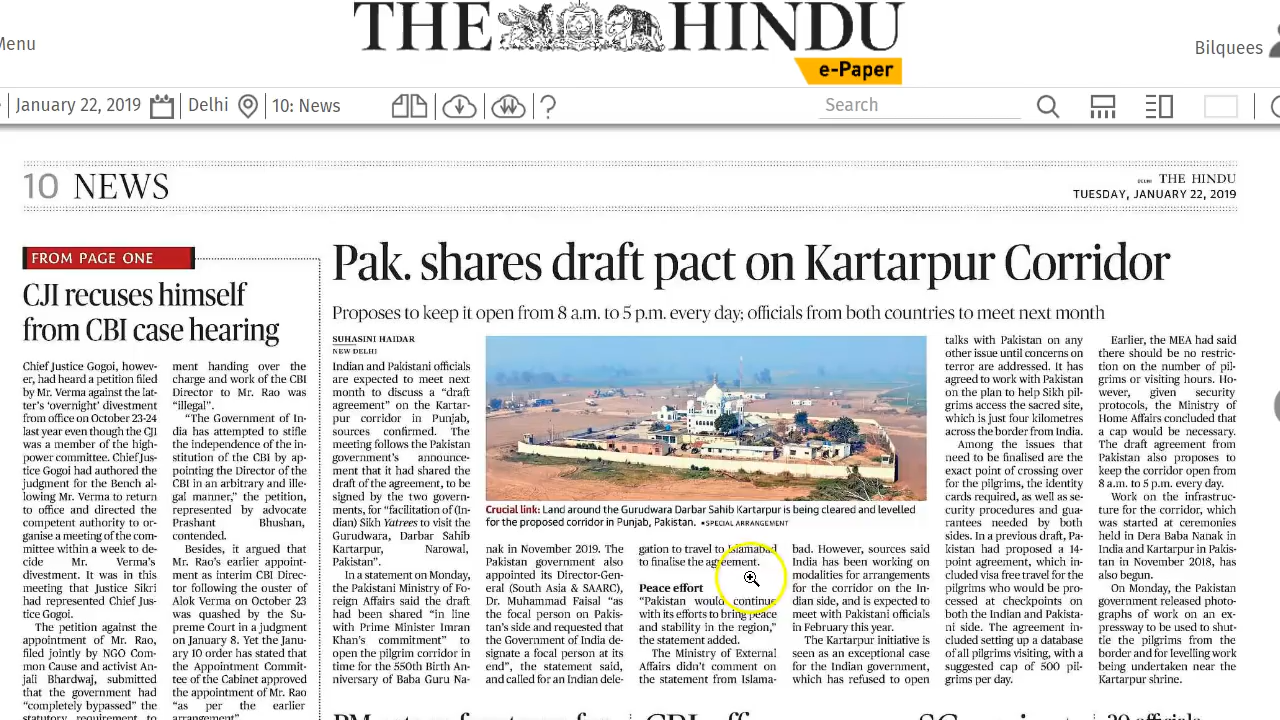 THE HINDU
e-Paper
Menu
Bilquees
January 22, 2019
Delhi
10: News
?
Search
10 NEWS
DELHI THE HINDU
TUESDAY, JANUARY 22, 2019
FROM PAGE ONE
CJI recuses himself
from CBI case hearing
Chief Justice Gogoi, howev-
er, had heard a petition filed
by Mr. Verma against the lat-
ter's 'overnight' divestment
from office on October 23-24
last year even though the CJI
was a member of the high-
power committee. Chief Jus-
tice Gogoi had authored the
judgment for the Bench al-
lowing Mr. Verma to return
to office and directed the
competent authority to or-
ganise a meeting of the com-
mittee within a week to de-
cide Mr. Verma's
divestment. It was in this
meeting that Justice Sikri
had represented Chief Jus-
tice Gogoi.
The petition against the
appointment of Mr. Rao,
filed jointly by NGO Com-
mon Cause and activist An-
jali Bhardwaj, submitted
that the government had
"completely bypassed" the
statutory requirement to
ment handing over the
charge and work of the CBI
Director to Mr. Rao was
"illegal".
"The Government of In-
dia has attempted to stifle
the independence of the in-
stitution of the CBI by ap-
pointing the Director of the
CBI in an arbitrary and ille-
gal manner," the petition,
represented by advocate
Prashant Bhushan,
contended.
Besides, it argued that
Mr. Rao's earlier appoint-
ment as interim CBI Direc-
tor following the ouster of
Alok Verma on October 23
was quashed by the Su-
preme Court in a judgment
on January 8. Yet the Janu-
ary 10 order has stated that
the Appointment Commit-
tee of the Cabinet approved
the appointment of Mr. Rao
"as per the earlier
arrangement"
Pak. shares draft pact on Kartarpur Corridor
Proposes to keep it open from 8 a.m. to 5 p.m. every day; officials from both countries to meet next month
SUHASINI HAIDAR
NEW DELHI
Indian and Pakistani officials
are expected to meet next
month to discuss a "draft
agreement" on the Kartar-
pur corridor in Punjab,
sources confirmed. The
meeting follows the Pakistan
government's announce-
ment that it had shared the
draft of the agreement, to be
signed by the two govern-
ments, for "facilitation of (In-
dian) Sikh Yatrees to visit the
Gurudwara, Darbar Sahib
Kartarpur, Narowal,
Pakistan".
In a statement on Monday,
the Pakistani Ministry of Fo-
reign Affairs said the draft
had been shared "in line
with Prime Minister Imran
Khan's commitment" to
open the pilgrim corridor in
time for the 550th Birth An-
niversary of Baba Guru Na-
Crucial link: Land around the Gurudwara Darbar Sahib Kartarpur is being cleared and levelled
for the proposed corridor in Punjab, Pakistan. •SPECIAL ARRANGEMENT
nak in November 2019. The
Pakistan government also
appointed its Director-Gen-
eral (South Asia & SAARC),
Dr. Muhammad Faisal "as
the focal person on Pakis-
tan's side and requested that
the Government of India de-
signate a focal person at its
end", the statement said,
and called for an Indian dele-
gation to travel to Islamabad
to finalise the agreement.
Peace effort
"Pakistan would continue
with its efforts to bring peace
and stability in the region,"
the statement added.
The Ministry of External
Affairs didn't comment on
the statement from Islama-
bad. However, sources said
India has been working on
modalities for arrangements
for the corridor on the In-
dian side, and is expected to
meet with Pakistani officials
in February this year.
The Kartarpur initiative is
seen as an exceptional case
for the Indian government,
which has refused to open
talks with Pakistan on any
other issue until concerns on
terror are addressed. It has
agreed to work with Pakistan
on the plan to help Sikh pil-
grims access the sacred site,
which is just four kilometres
across the border from India.
Among the issues that
need to be finalised are the
exact point of crossing over
for the pilgrims, the identity
cards required, as well as se-
curity procedures and gua-
rantees needed by both
sides. In a previous draft, Pa-
kistan had proposed a 14-
point agreement, which in-
cluded visa free travel for the
pilgrims who would be pro-
cessed at checkpoints on
both the Indian and Pakista-
ni side. The agreement in-
cluded setting up a database
of all pilgrims visiting, with a
suggested cap of 500 pil-
grims per day.
Earlier, the MEA had said
there should be no restric-
tion on the number of pil-
grims or visiting hours. Ho-
wever, given security
protocols, the Ministry of
Home Affairs concluded that
a cap would be necessary.
The draft agreement from
Pakistan also proposes to
keep the corridor open from
8 a.m. to 5 p.m. every day.
Work on the infrastruc-
ture for the corridor, which
was started at ceremonies
held in Dera Baba Nanak in
India and Kartarpur in Pakis-
tan in November 2018, has
also begun.
On Monday, the Pakistan
government released photo-
graphs of work on an ex-
pressway to be used to shut-
tle the pilgrims from the
border and for levelling work
being undertaken near the
Kartarpur shrine.